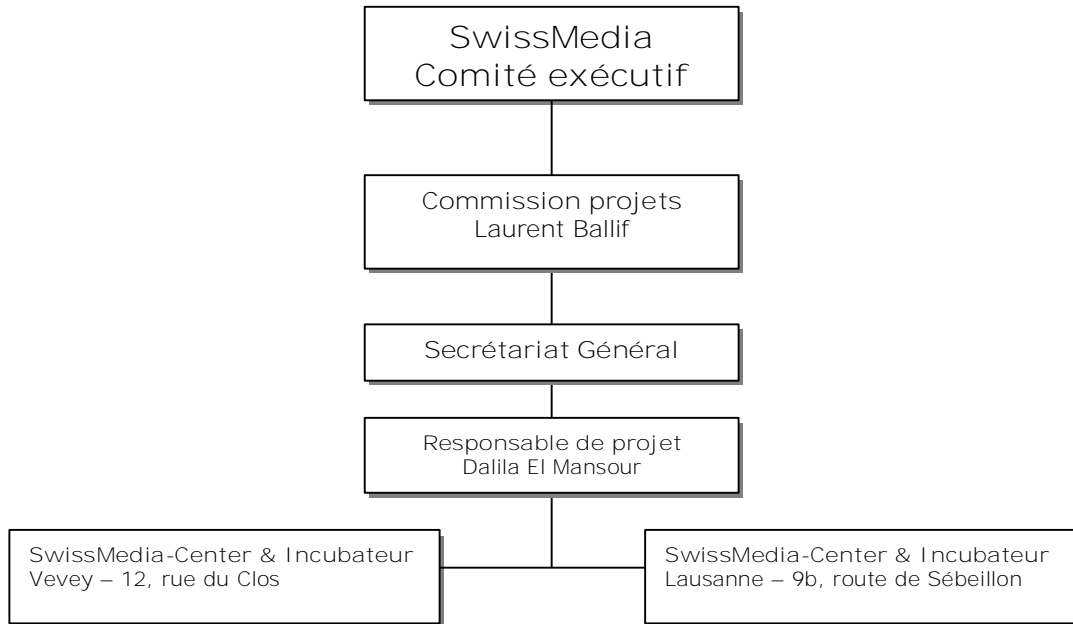 SwissMedia
Comité exécutif
Commission projets
Laurent Ballif
Secrétariat Général
Responsable de projet
Dalila El Mansour
SwissMedia-Center & Incubateur
Vevey – 12, rue du Clos
SwissMedia-Center & Incubateur
Lausanne – 9b, route de Sébeillon